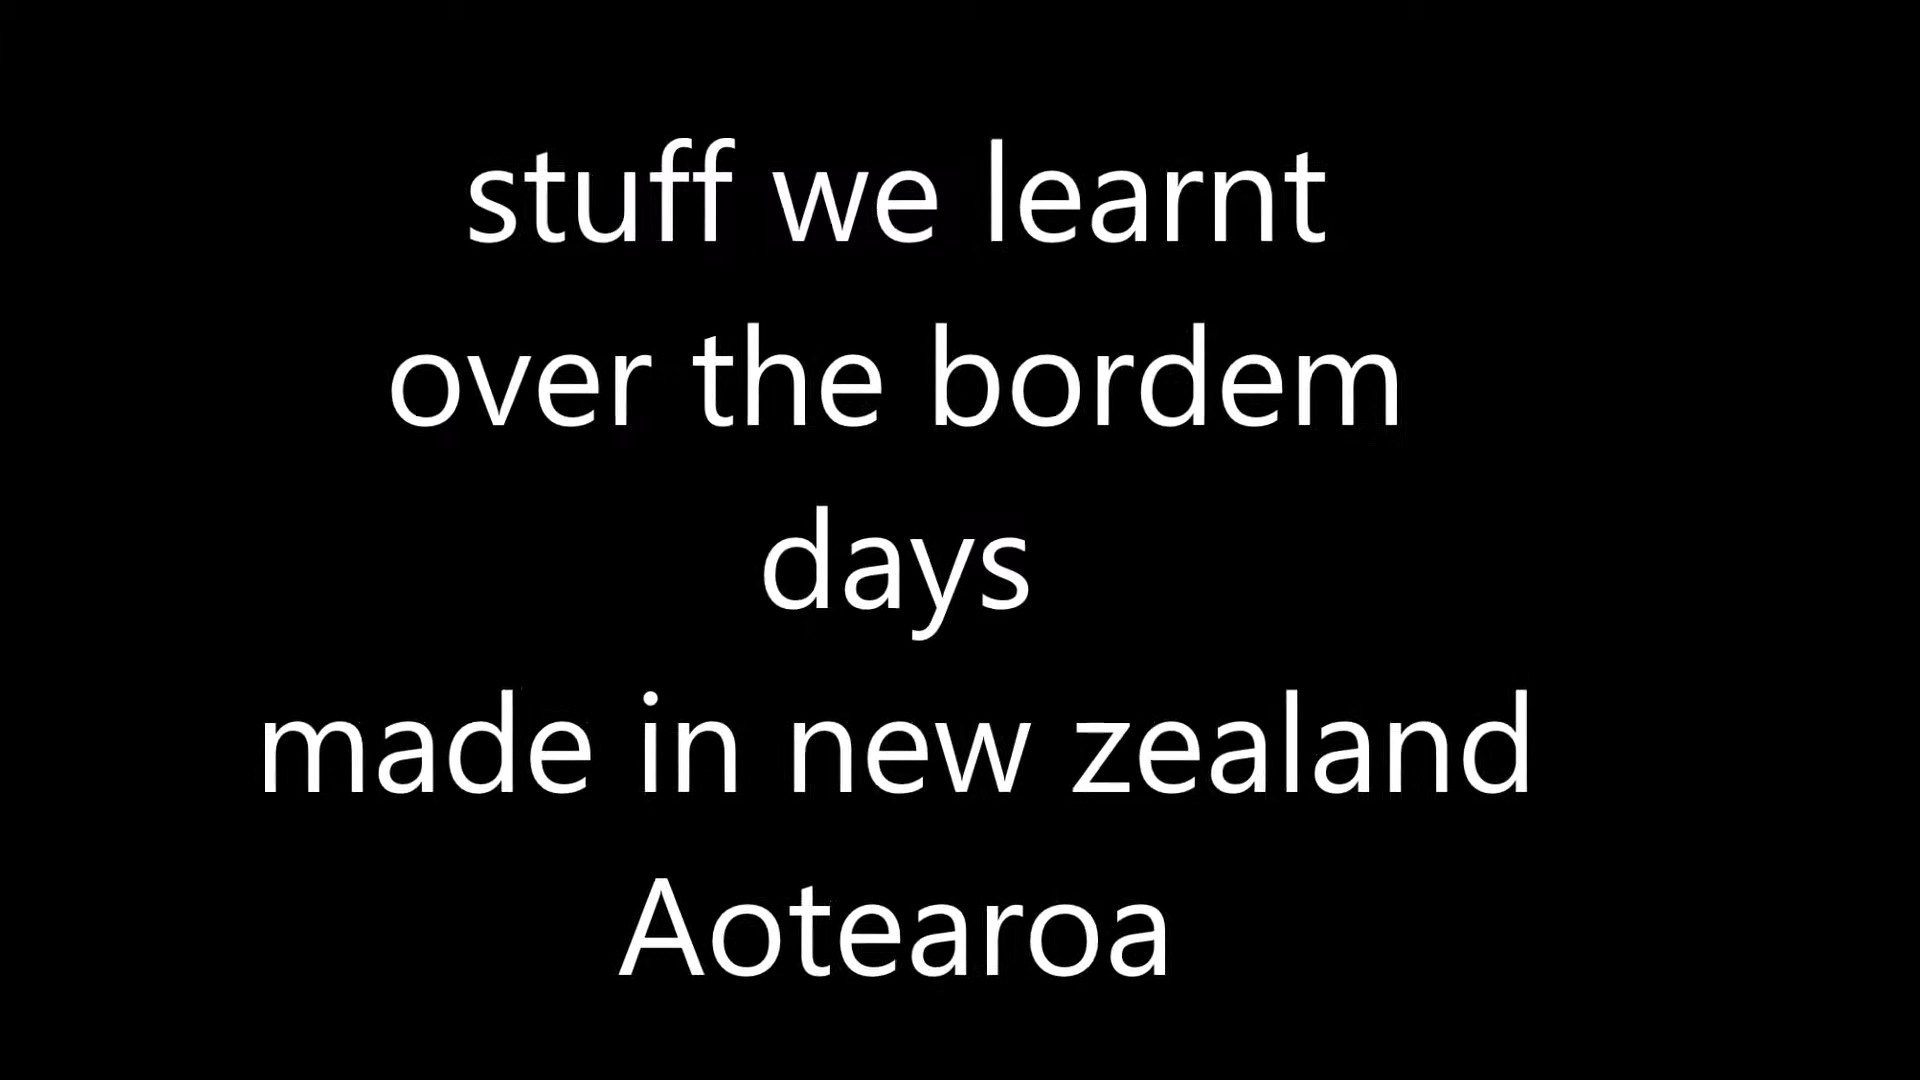 stuff we learnt
over the bordem
days
made in new zealand
Aotearoa